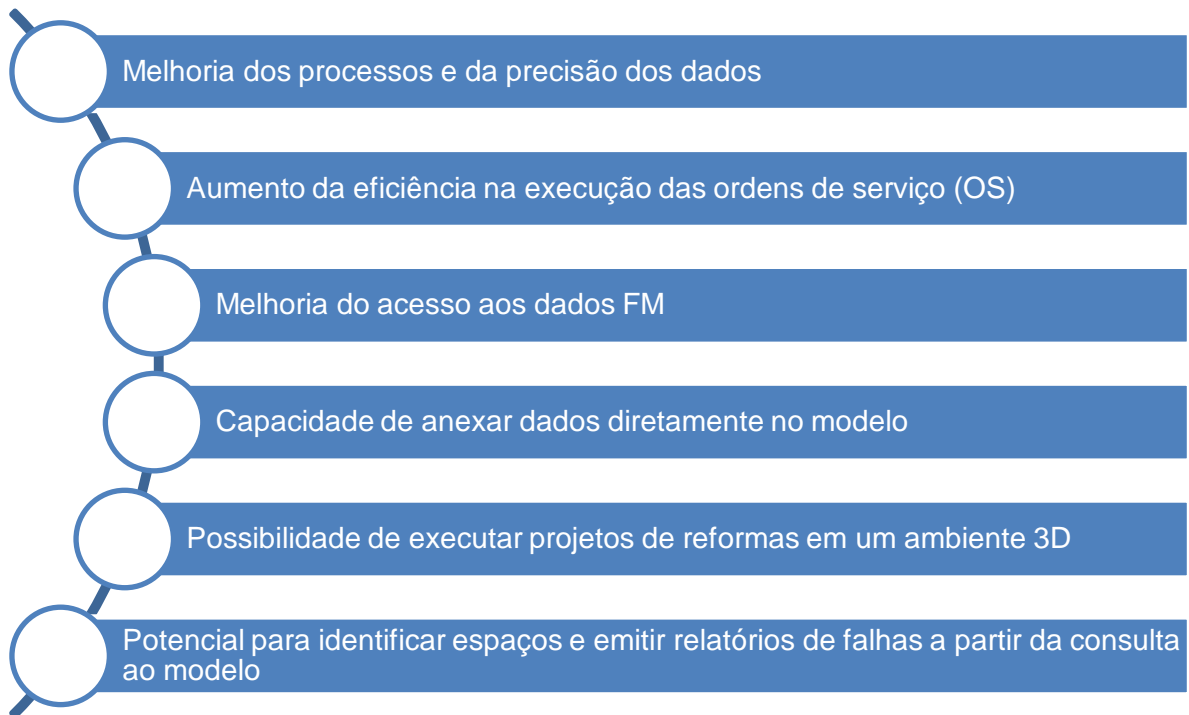 Melhoria dos processos e da precisão dos dados
Aumento da eficiência na execução das ordens de serviço (OS)
Melhoria do acesso aos dados FM
Capacidade de anexar dados diretamente no modelo
Possibilidade de executar projetos de reformas em um ambiente 3D
Potencial para identificar espaços e emitir relatórios de falhas a partir da consulta
ao modelo